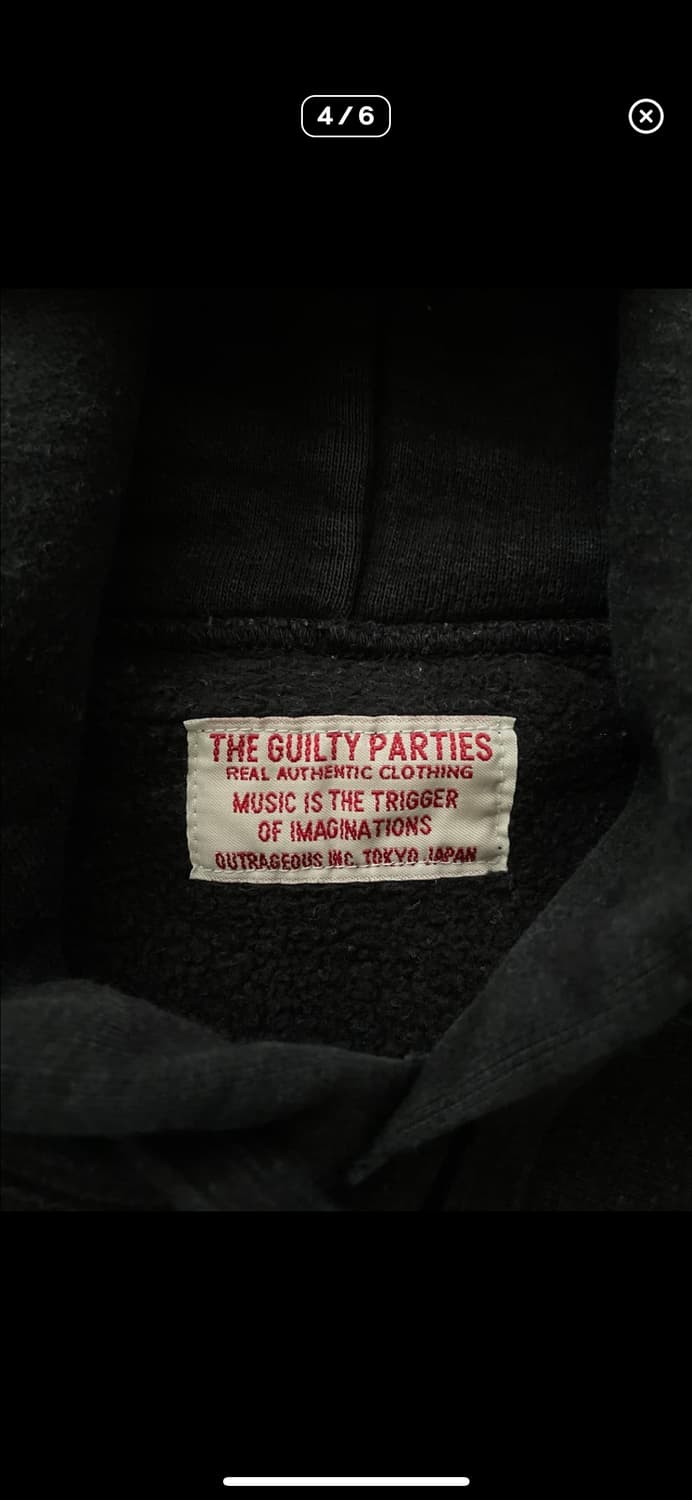 4/6
THE GUILTY PARTIES
REAL AUTHENTIC CLOTHING
MUSIC IS THE TRIGGER
OF IMAGINATIONS
OUTRAGEOUS INC. TOKYO JAPAN